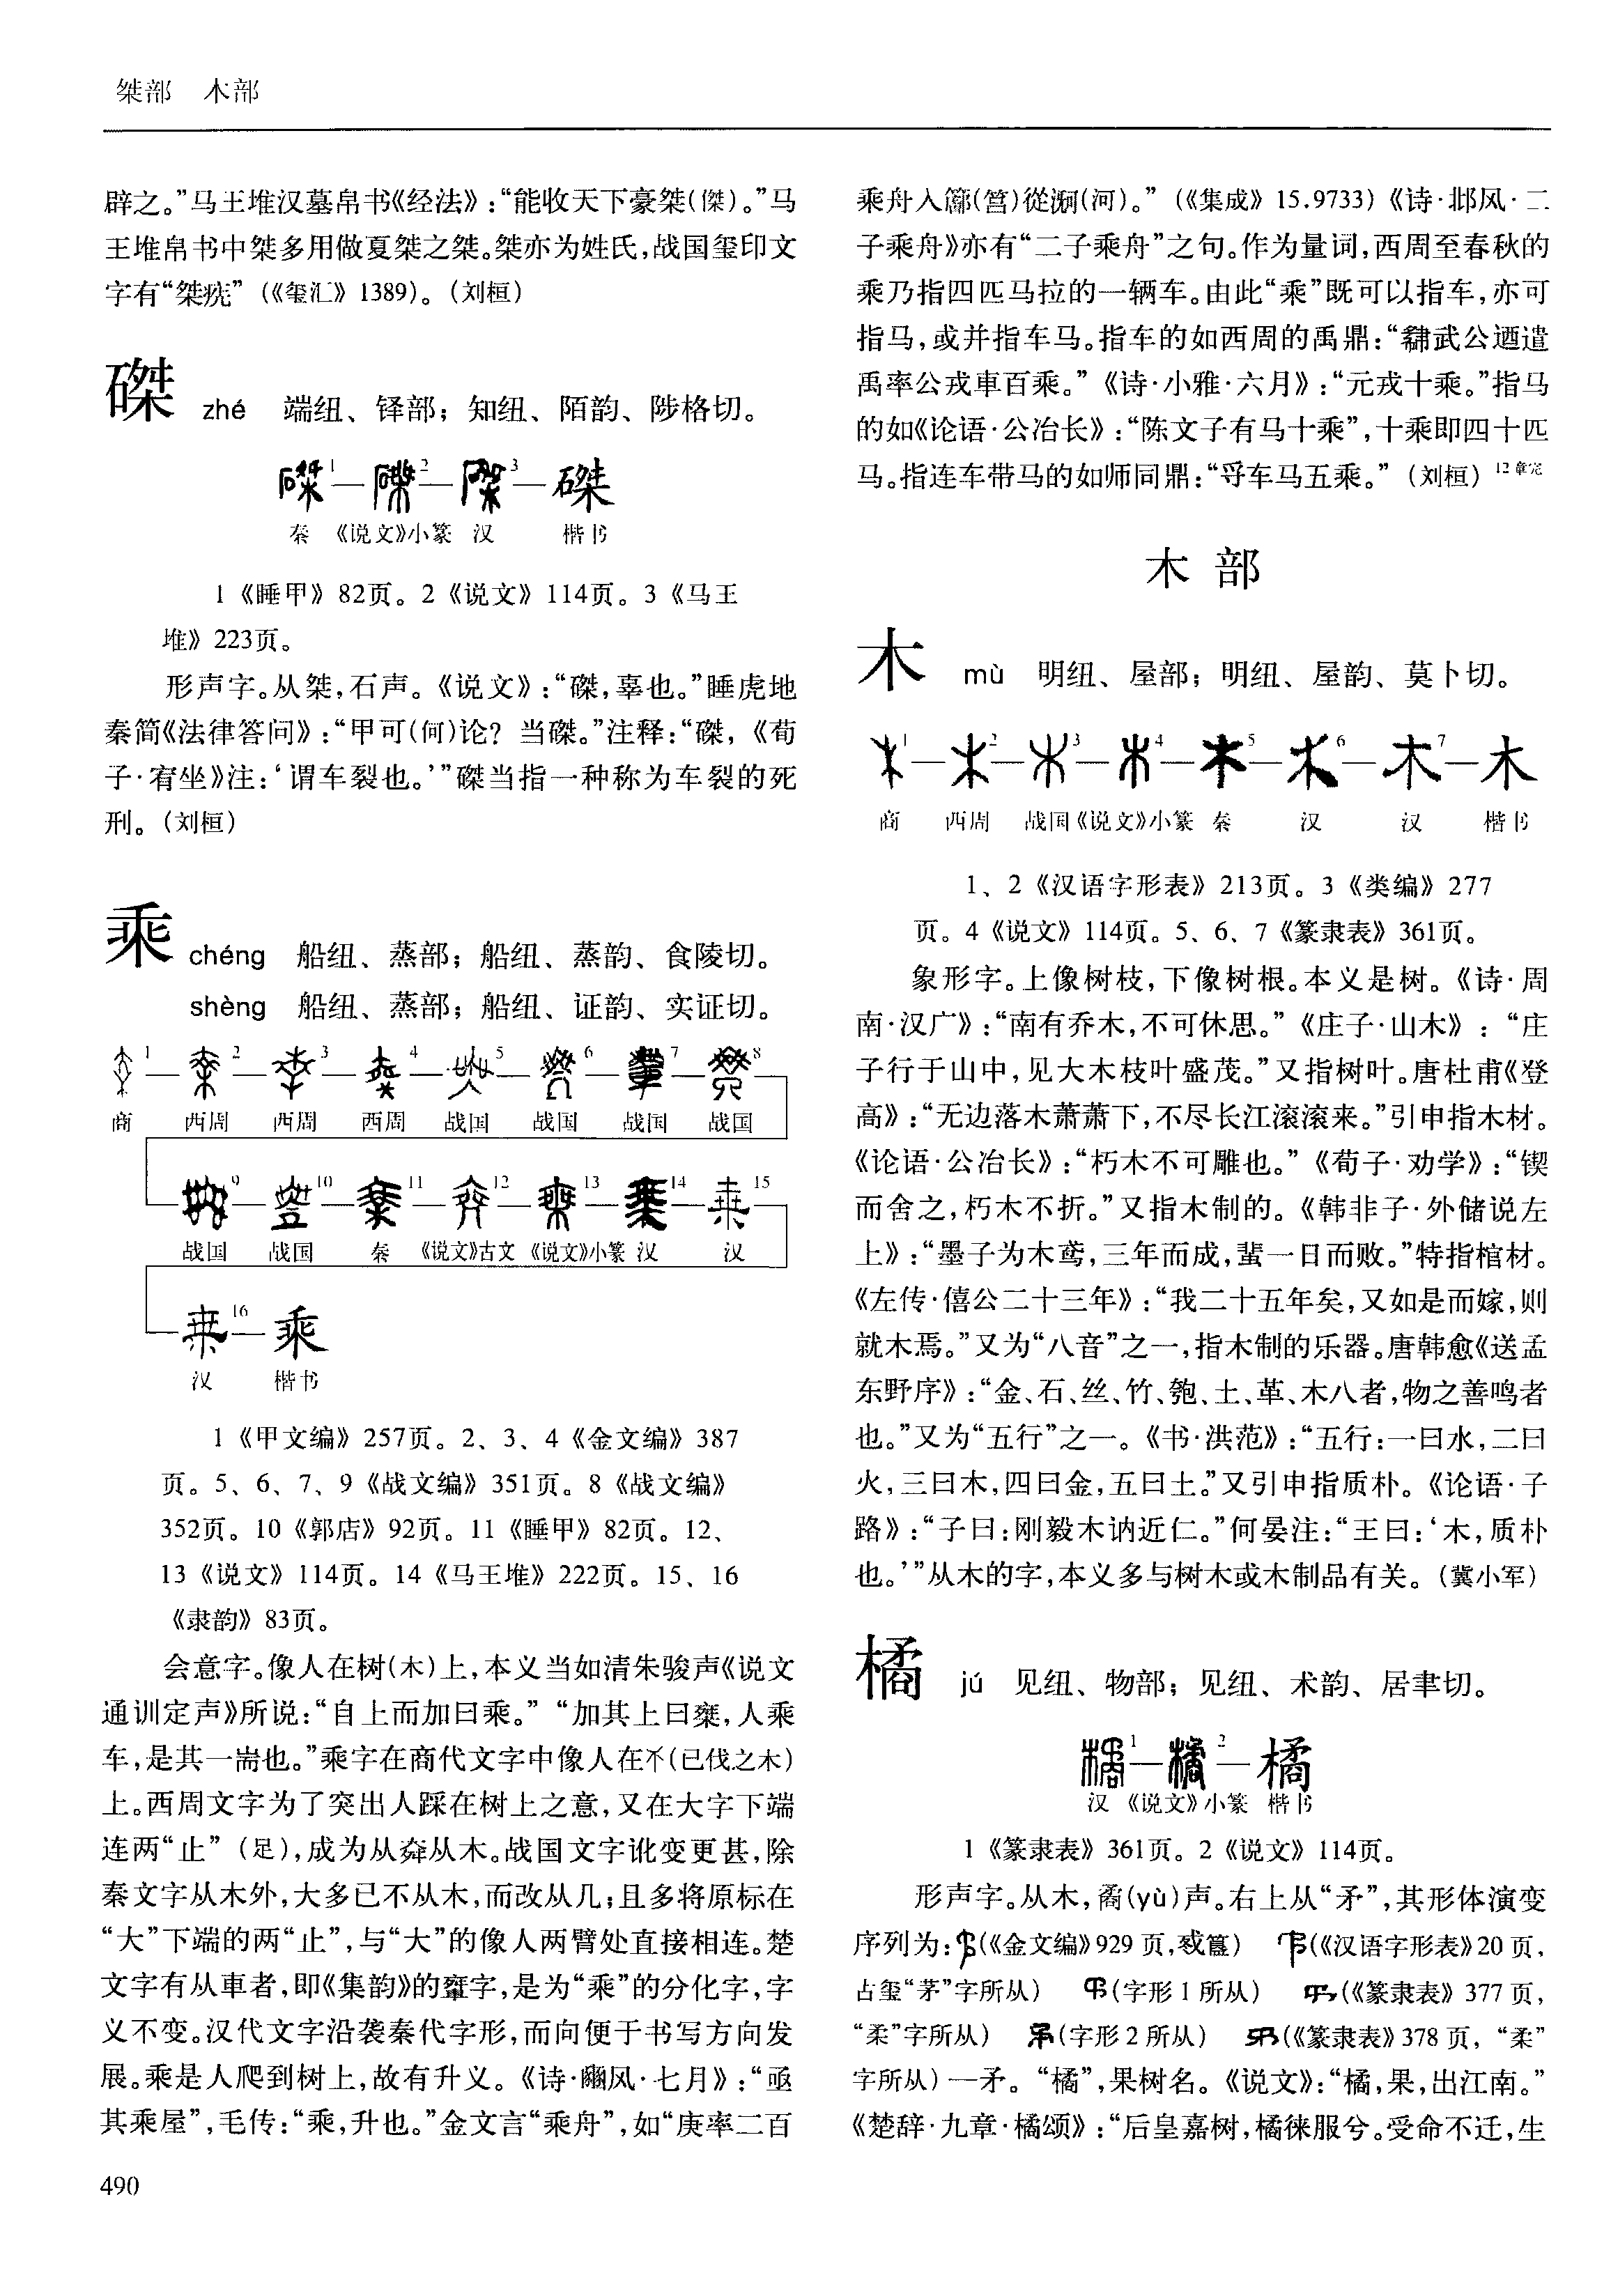 桀部　木部
辟之。”马王堆汉墓帛书《经法》：“能收天下豪桀(傑)。”马
王堆帛书中桀多用做夏桀之桀。桀亦为姓氏，战国玺印文
字有“桀㾌”(《玺汇》1389)。(刘桓)
磔 zhé 端纽、铎部；知纽、陌韵、陟格切。
1 — 2 — 3 — 磔
秦 《说文》小篆 汉 楷书
1《睡甲》82页。2《说文》114页。3《马王
堆》223页。
形声字。从桀，石声。《说文》：“磔，辜也。”睡虎地
秦简《法律答问》：“甲可(何)论？当磔。”注释：“磔，《荀
子·宥坐》注：‘谓车裂也。’”磔当指一种称为车裂的死
刑。(刘桓)
乘 chéng 船纽、蒸部；船纽、蒸韵、食陵切。
shèng 船纽、蒸部；船纽、证韵、实证切。
1 — 2 — 3 — 4 — 5 — 6 — 7 — 8
商 西周 西周 西周 战国 战国 战国 战国
9 — 10 — 11 — 12 — 13 — 14 — 15
战国 战国 秦 《说文》古文 《说文》小篆 汉 汉
16 — 乘
汉 楷书
1《甲文编》257页。2、3、4《金文编》387
页。5、6、7、9《战文编》351页。8《战文编》
352页。10《郭店》92页。11《睡甲》82页。12、
13《说文》114页。14《马王堆》222页。15、16
《隶韵》83页。
会意字。像人在树(木)上，本义当如清朱骏声《说文
通训定声》所说：“自上而加曰乘。”“加其上曰椉，人乘
车，是其一耑也。”乘字在商代文字中像人在(已伐之木)
上。西周文字为了突出人踩在树上之意，又在大字下端
连两“止”(足)，成为从舛从木。战国文字讹变更甚，除
秦文字从木外，大多已不从木，而改从几；且多将原标在
“大”下端的两“止”，与“大”的像人两臂处直接相连。楚
文字有从車者，即《集韵》的字，是为“乘”的分化字，字
义不变。汉代文字沿袭秦代字形，而向便于书写方向发
展。乘是人爬到树上，故有升义。《诗·豳风·七月》：“亟
其乘屋”，毛传：“乘，升也。”金文言“乘舟”，如“庚率二百
490
乘舟入鄬(筥)從(河)。”(《集成》15.9733)《诗·邶风·二
子乘舟》亦有“二子乘舟”之句。作为量词，西周至春秋的
乘乃指四匹马拉的一辆车。由此“乘”既可以指车，亦可
指马，或并指车马。指车的如西周的禹鼎：“肄武公迺遣
禹率公戎車百乘。”《诗·小雅·六月》：“元戎十乘。”指马
的如《论语·公冶长》：“陈文子有马十乘”，十乘即四十匹
马。指连车带马的如师同鼎：“孚车马五乘。”(刘桓) 12章完
木部
木 mù 明纽、屋部；明纽、屋韵、莫卜切。
1 — 2 — 3 — 4 — 5 — 6 — 7 — 木
商 西周 战国 《说文》小篆 秦 汉 汉 楷书
1、2《汉语字形表》213页。3《类编》277
页。4《说文》114页。5、6、7《篆隶表》361页。
象形字。上像树枝，下像树根。本义是树。《诗·周
南·汉广》：“南有乔木，不可休思。”《庄子·山木》：“庄
子行于山中，见大木枝叶盛茂。”又指树叶。唐杜甫《登
高》：“无边落木萧萧下，不尽长江滚滚来。”引申指木材。
《论语·公冶长》：“朽木不可雕也。”《荀子·劝学》：“锲
而舍之，朽木不折。”又指木制的。《韩非子·外储说左
上》：“墨子为木鸢，三年而成，蜚一日而败。”特指棺材。
《左传·僖公二十三年》：“我二十五年矣，又如是而嫁，则
就木焉。”又为“八音”之一，指木制的乐器。唐韩愈《送孟
东野序》：“金、石、丝、竹、匏、土、革、木八者，物之善鸣者
也。”又为“五行”之一。《书·洪范》：“五行：一曰水，二曰
火，三曰木，四曰金，五曰土。”又引申指质朴。《论语·子
路》：“子曰：刚毅木讷近仁。”何晏注：“王曰：‘木，质朴
也。’”从木的字，本义多与树木或木制品有关。(冀小军)
橘 jú 见纽、物部；见纽、术韵、居聿切。
1 — 2 — 橘
汉 《说文》小篆 楷书
1《篆隶表》361页。2《说文》114页。
形声字。从木，矞(yù)声。右上从“矛”，其形体演变
序列为：(《金文编》929页，彧簋) (《汉语字形表》20页，
古玺“茅”字所从) (字形1所从) (《篆隶表》377页，
“柔”字所从) (字形2所从) (《篆隶表》378页，“柔”
字所从)—矛。“橘”，果树名。《说文》：“橘，果，出江南。”
《楚辞·九章·橘颂》：“后皇嘉树，橘徕服兮。受命不迁，生